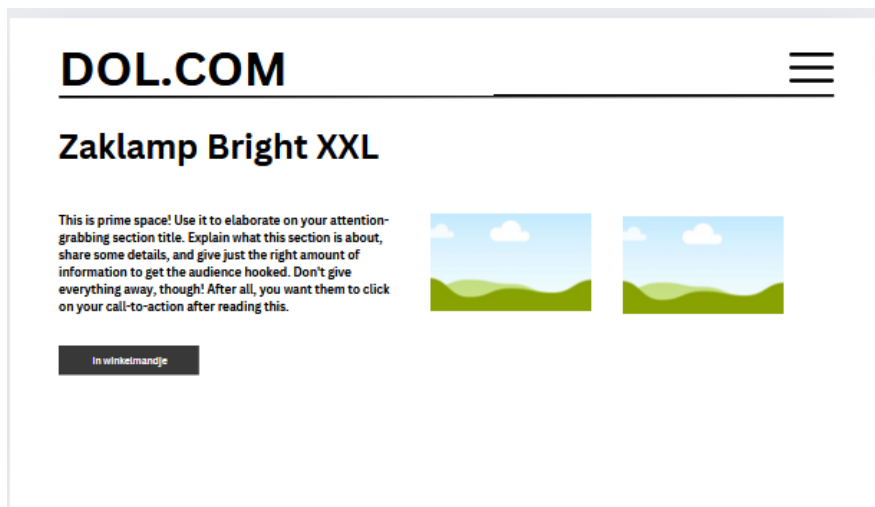 DOL.COM
Zaklamp Bright XXL
This is prime space! Use it to elaborate on your attention-
grabbing section title. Explain what this section is about,
share some details, and give just the right amount of
information to get the audience hooked. Don't give
everything away, though! After all, you want them to click
on your call-to-action after reading this.
In winkelmandje